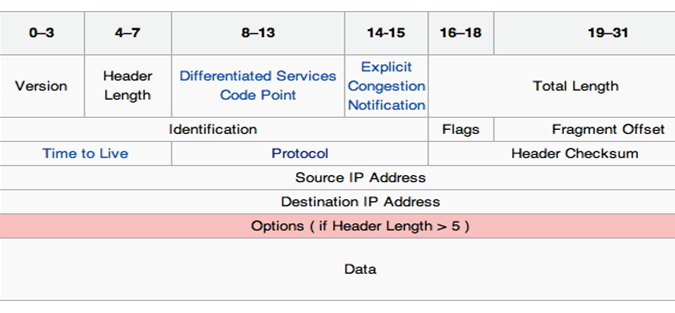 0–3 4–7 8–13 14-15 16–18 19–31
Version Header Length Differentiated Services Code Point Explicit Congestion Notification Total Length
Identification Flags Fragment Offset
Time to Live Protocol Header Checksum
Source IP Address
Destination IP Address
Options ( if Header Length > 5 )
Data